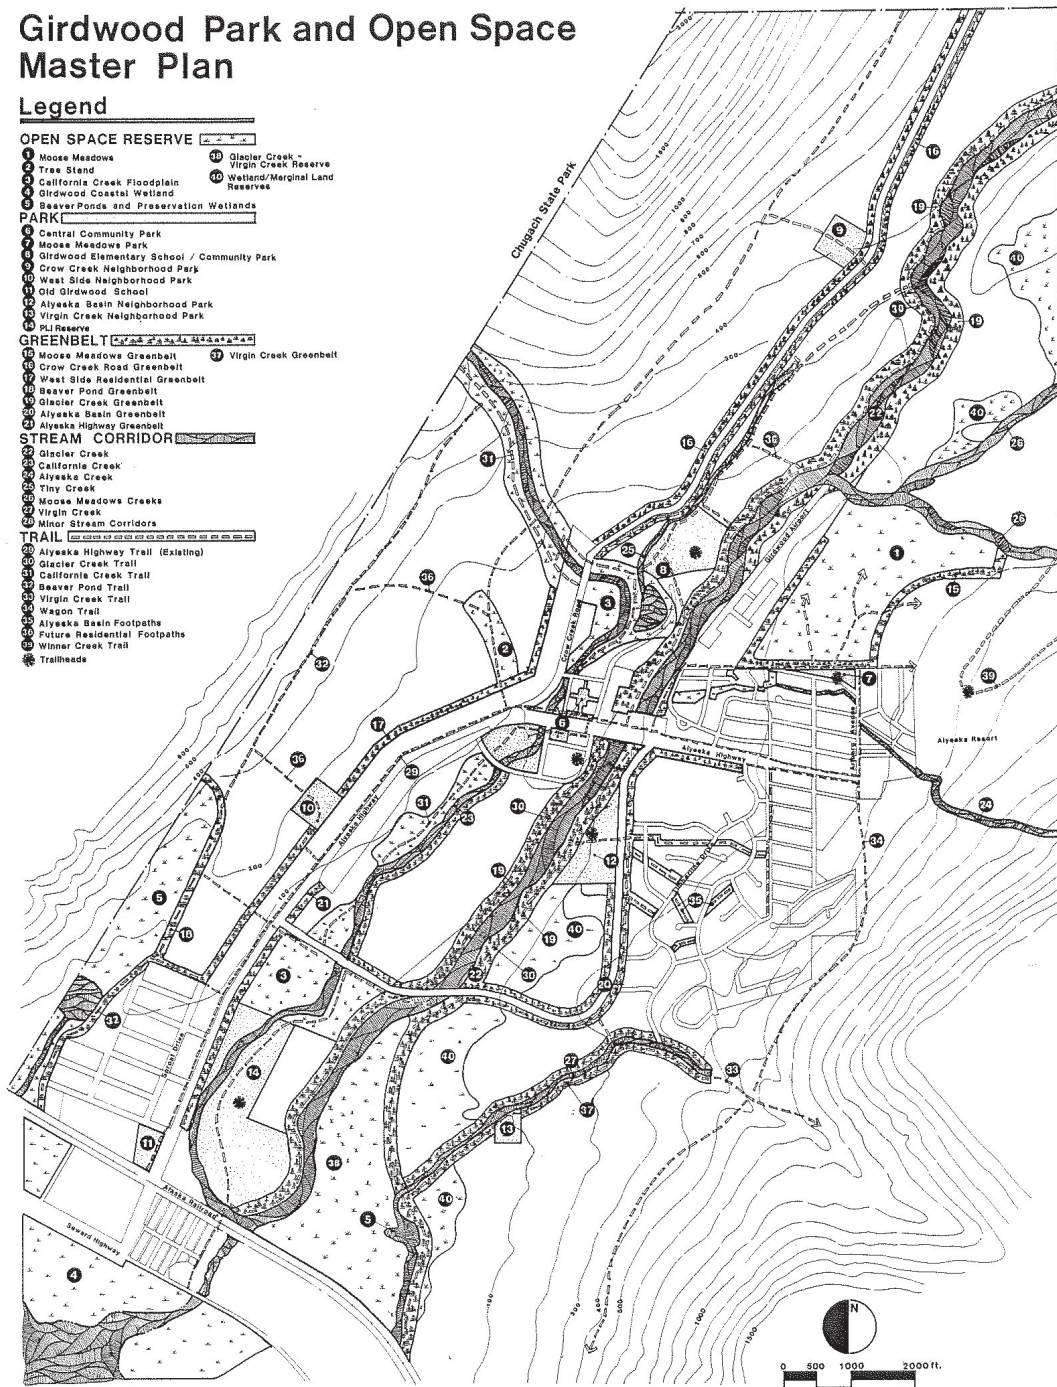 Girdwood Park and Open Space
Master Plan
Legend
OPEN SPACE RESERVE
1 Moose Meadows
2 Tree Stand
3 California Creek Floodplain
4 Girdwood Coastal Wetland
5 Beaver Ponds and Preservation Wetlands
38 Glacier Creek -
Virgin Creek Reserve
40 Wetland/Marginal Land
Reserves
PARK
6 Central Community Park
7 Moose Meadows Park
8 Girdwood Elementary School / Community Park
9 Crow Creek Neighborhood Park
10 West Side Neighborhood Park
11 Old Girdwood School
12 Alyeska Basin Neighborhood Park
13 Virgin Creek Neighborhood Park
14 PLI Reserve
GREENBELT
15 Moose Meadows Greenbelt
16 Crow Creek Road Greenbelt
17 West Side Residential Greenbelt
18 Beaver Pond Greenbelt
19 Glacier Creek Greenbelt
20 Alyeska Basin Greenbelt
21 Alyeska Highway Greenbelt
37 Virgin Creek Greenbelt
STREAM CORRIDOR
22 Glacier Creek
23 California Creek
24 Alyeska Creek
25 Tiny Creek
26 Moose Meadows Creeks
27 Virgin Creek
28 Minor Stream Corridors
TRAIL
29 Alyeska Highway Trail (Existing)
30 Glacier Creek Trail
31 California Creek Trail
32 Beaver Pond Trail
33 Virgin Creek Trail
34 Wagon Trail
35 Alyeska Basin Footpaths
36 Future Residential Footpaths
39 Winner Creek Trail
Trailheads
Chugach State Park
Girdwood Airport
Crow Creek Road
Alyeska Highway
Alyeska Highway
Arlberg Avenue
Alyeska Resort
Alaska Railroad
Seward Highway
N
0 500 1000 2000 ft.